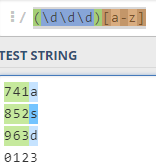 / (\d\d\d)[a-z]
TEST STRING
741a
852s
963d
0123